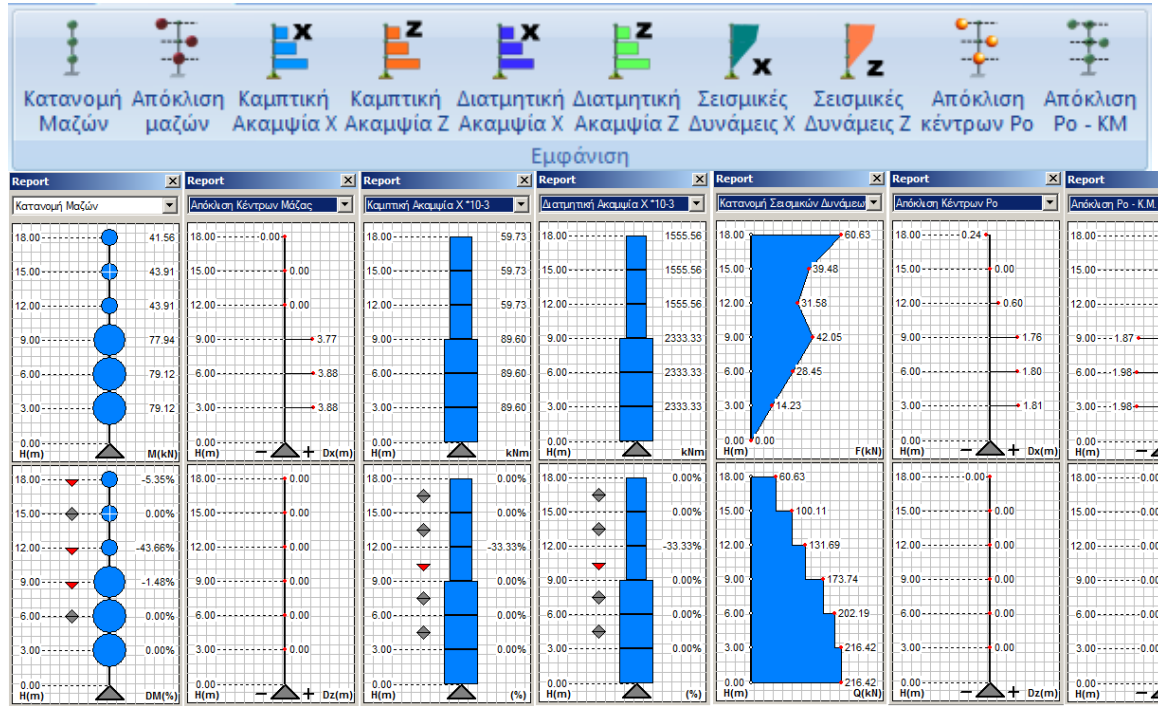 X Z X Z X Z
Κατανομή Μαζών
Απόκλιση μαζών
Καμπτική Ακαμψία X
Καμπτική Ακαμψία Z
Διατμητική Ακαμψία X
Διατμητική Ακαμψία Z
Σεισμικές Δυνάμεις X
Σεισμικές Δυνάμεις Z
Απόκλιση κέντρων Ρο
Απόκλιση Ρο - ΚΜ
Εμφάνιση
Report
Κατανομή Μαζών
18.00 41.56
15.00 43.91
12.00 43.91
9.00 77.94
6.00 79.12
3.00 79.12
0.00
H(m) M(kN)
18.00 -5.35%
15.00 0.00%
12.00 -43.66%
9.00 -1.48%
6.00 0.00%
3.00 0.00%
0.00
H(m) DM(%)
Report
Απόκλιση Κέντρων Μάζας
18.00 0.00
15.00 0.00
12.00 0.00
9.00 3.77
6.00 3.88
3.00 3.88
0.00
H(m) − + Dx(m)
18.00 0.00
15.00 0.00
12.00 0.00
9.00 0.00
6.00 0.00
3.00 0.00
0.00
H(m) − + Dz(m)
Report
Καμπτική Ακαμψία X *10-3
18.00 59.73
15.00 59.73
12.00 59.73
9.00 89.60
6.00 89.60
3.00 89.60
0.00
H(m) kNm
18.00 0.00%
15.00 0.00%
12.00 -33.33%
9.00 0.00%
6.00 0.00%
3.00 0.00%
0.00
H(m) (%)
Report
Διατμητική Ακαμψία X *10-3
18.00 1555.56
15.00 1555.56
12.00 1555.56
9.00 2333.33
6.00 2333.33
3.00 2333.33
0.00
H(m) kNm
18.00 0.00%
15.00 0.00%
12.00 -33.33%
9.00 0.00%
6.00 0.00%
3.00 0.00%
0.00
H(m) (%)
Report
Κατανομή Σεισμικών Δυνάμεω
18.00 60.63
15.00 39.48
12.00 31.58
9.00 42.05
6.00 28.45
3.00 14.23
0.00 0.00
H(m) F(kN)
18.00 60.63
15.00 100.11
12.00 131.69
9.00 173.74
6.00 202.19
3.00 216.42
0.00 216.42
H(m) Q(kN)
Report
Απόκλιση Κέντρων Ρο
18.00 0.24
15.00 0.00
12.00 0.60
9.00 1.76
6.00 1.80
3.00 1.81
0.00
H(m) − + Dx(m)
18.00 0.00
15.00 0.00
12.00 0.00
9.00 0.00
6.00 0.00
3.00 0.00
0.00
H(m) − + Dz(m)
Report
Απόκλιση Ρο - Κ.Μ.
18.00
15.00
12.00
9.00 -1.87
6.00 -1.98
3.00 -1.98
0.00
H(m) −
18.00 -0.00
15.00 -0.00
12.00 -0.00
9.00 -0.00
6.00 -0.00
3.00 -0.00
0.00
H(m) −